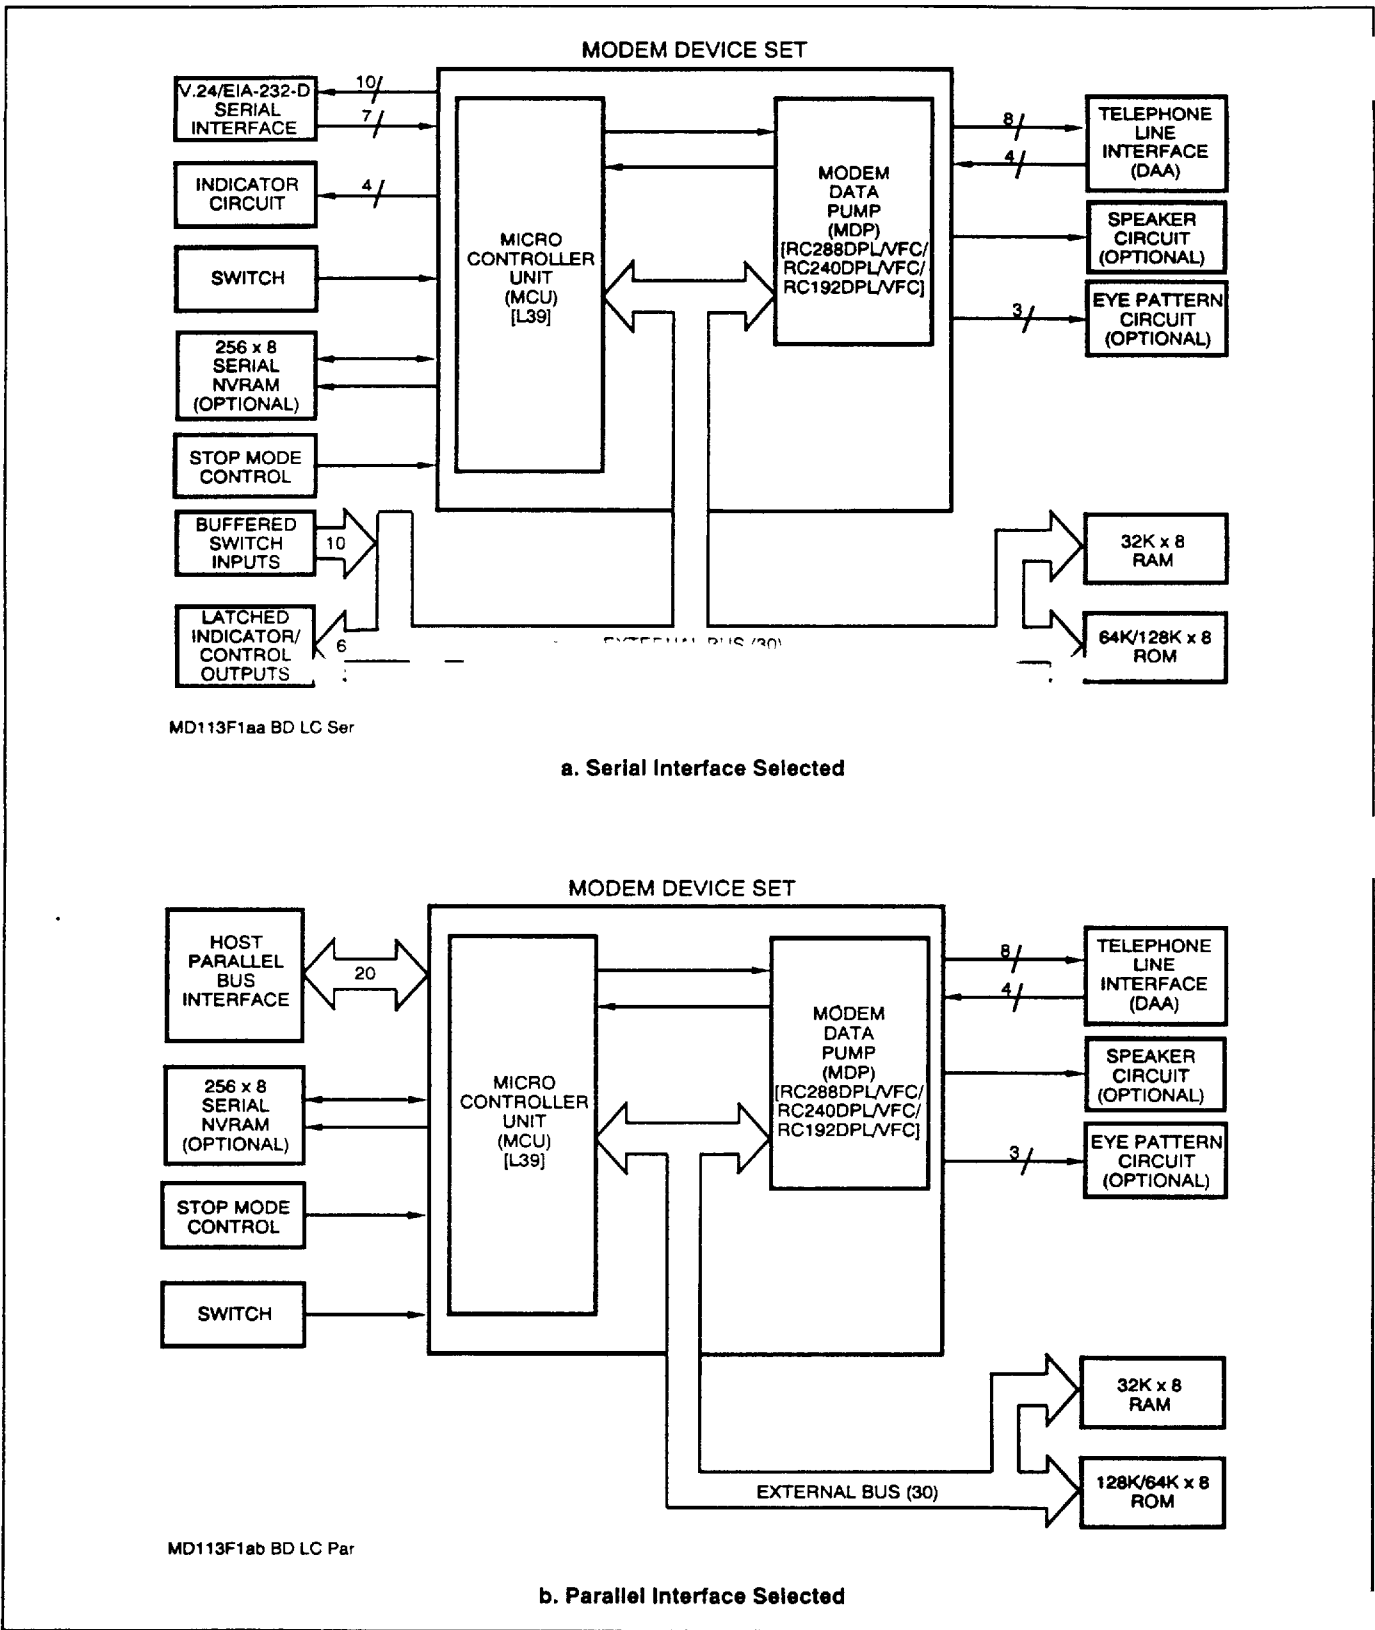 MODEM DEVICE SET
V.24/EIA-232-D
SERIAL
INTERFACE
10
7
INDICATOR
CIRCUIT
4
SWITCH
256 x 8
SERIAL
NVRAM
(OPTIONAL)
STOP MODE
CONTROL
BUFFERED
SWITCH
INPUTS
10
LATCHED
INDICATOR/
CONTROL
OUTPUTS
6
MICRO
CONTROLLER
UNIT
(MCU)
[L39]
MODEM
DATA
PUMP
(MDP)
[RC288DPL/VFC/
RC240DPL/VFC/
RC192DPL/VFC]
8
4
TELEPHONE
LINE
INTERFACE
(DAA)
SPEAKER
CIRCUIT
(OPTIONAL)
3
EYE PATTERN
CIRCUIT
(OPTIONAL)
32K x 8
RAM
64K/128K x 8
ROM
EXTERNAL BUS (30)
MD113F1aa BD LC Ser
a. Serial Interface Selected
MODEM DEVICE SET
HOST
PARALLEL
BUS
INTERFACE
20
256 x 8
SERIAL
NVRAM
(OPTIONAL)
STOP MODE
CONTROL
SWITCH
MICRO
CONTROLLER
UNIT
(MCU)
[L39]
MODEM
DATA
PUMP
(MDP)
[RC288DPL/VFC/
RC240DPL/VFC/
RC192DPL/VFC]
8
4
TELEPHONE
LINE
INTERFACE
(DAA)
SPEAKER
CIRCUIT
(OPTIONAL)
3
EYE PATTERN
CIRCUIT
(OPTIONAL)
32K x 8
RAM
128K/64K x 8
ROM
EXTERNAL BUS (30)
MD113F1ab BD LC Par
b. Parallel Interface Selected